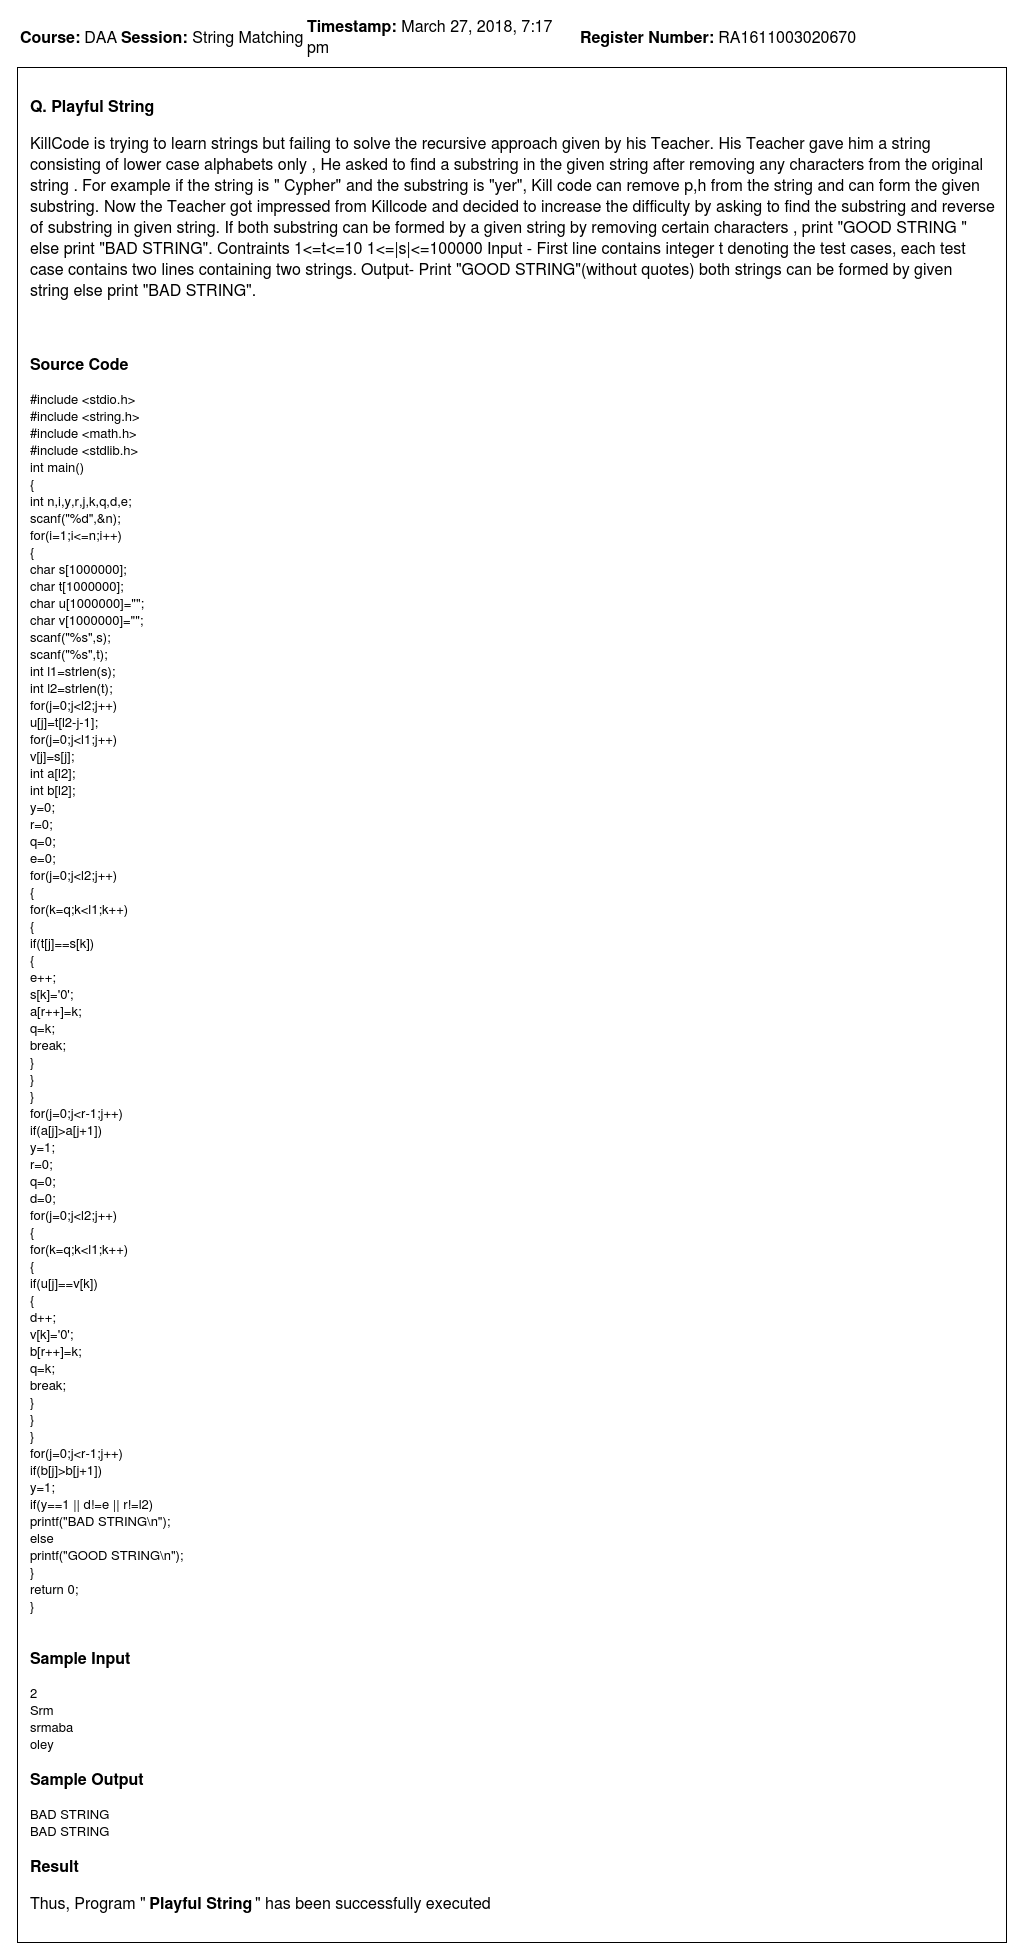 Course: DAA Session: String Matching Timestamp: March 27, 2018, 7:17 pm Register Number: RA1611003020670
Q. Playful String
KillCode is trying to learn strings but failing to solve the recursive approach given by his Teacher. His Teacher gave him a string
consisting of lower case alphabets only , He asked to find a substring in the given string after removing any characters from the original
string . For example if the string is " Cypher" and the substring is "yer", Kill code can remove p,h from the string and can form the given
substring. Now the Teacher got impressed from Killcode and decided to increase the difficulty by asking to find the substring and reverse
of substring in given string. If both substring can be formed by a given string by removing certain characters , print "GOOD STRING "
else print "BAD STRING". Contraints 1<=t<=10 1<=|s|<=100000 Input - First line contains integer t denoting the test cases, each test
case contains two lines containing two strings. Output- Print "GOOD STRING"(without quotes) both strings can be formed by given
string else print "BAD STRING".
Source Code
#include <stdio.h>
#include <string.h>
#include <math.h>
#include <stdlib.h>
int main()
{
int n,i,y,r,j,k,q,d,e;
scanf("%d",&n);
for(i=1;i<=n;i++)
{
char s[1000000];
char t[1000000];
char u[1000000]="";
char v[1000000]="";
scanf("%s",s);
scanf("%s",t);
int l1=strlen(s);
int l2=strlen(t);
for(j=0;j<l2;j++)
u[j]=t[l2-j-1];
for(j=0;j<l1;j++)
v[j]=s[j];
int a[l2];
int b[l2];
y=0;
r=0;
q=0;
e=0;
for(j=0;j<l2;j++)
{
for(k=q;k<l1;k++)
{
if(t[j]==s[k])
{
e++;
s[k]='0';
a[r++]=k;
q=k;
break;
}
}
}
for(j=0;j<r-1;j++)
if(a[j]>a[j+1])
y=1;
r=0;
q=0;
d=0;
for(j=0;j<l2;j++)
{
for(k=q;k<l1;k++)
{
if(u[j]==v[k])
{
d++;
v[k]='0';
b[r++]=k;
q=k;
break;
}
}
}
for(j=0;j<r-1;j++)
if(b[j]>b[j+1])
y=1;
if(y==1 || d!=e || r!=l2)
printf("BAD STRING\n");
else
printf("GOOD STRING\n");
}
return 0;
}
Sample Input
2
Srm
srmaba
oley
Sample Output
BAD STRING
BAD STRING
Result
Thus, Program " Playful String " has been successfully executed